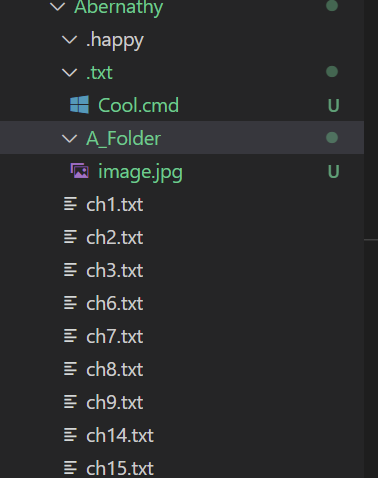 Abernathy
.happy
.txt
Cool.cmd U
A_Folder
image.jpg U
ch1.txt
ch2.txt
ch3.txt
ch6.txt
ch7.txt
ch8.txt
ch9.txt
ch14.txt
ch15.txt